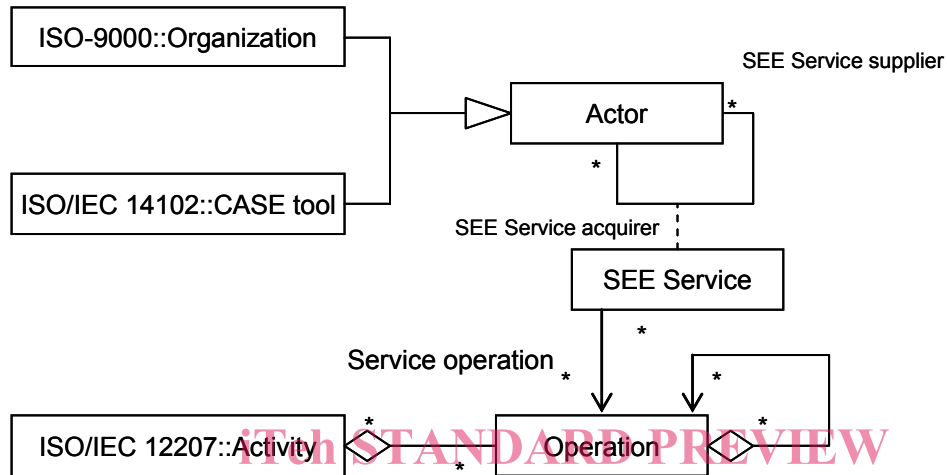 ISO-9000::Organization
SEE Service supplier
Actor
*
*
ISO/IEC 14102::CASE tool
SEE Service acquirer
SEE Service
*
Service operation
*
*
*
*
ISO/IEC 12207::Activity
Operation
*
iTeh STANDARD PREVIEW